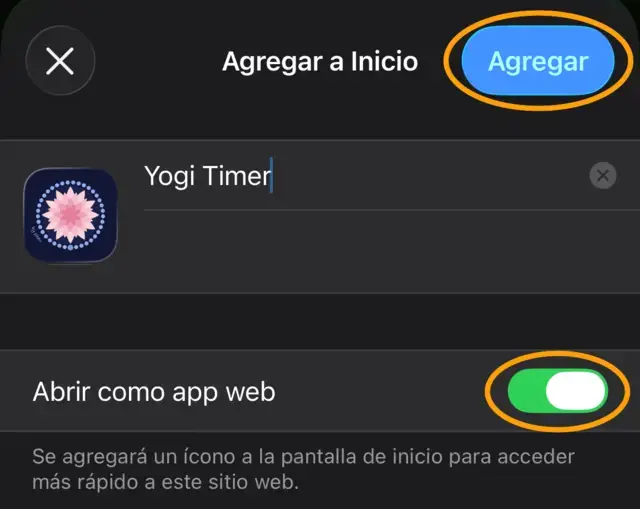 Agregar a Inicio
Agregar
Yogi Timer
Abrir como app web
Se agregará un ícono a la pantalla de inicio para acceder
más rápido a este sitio web.